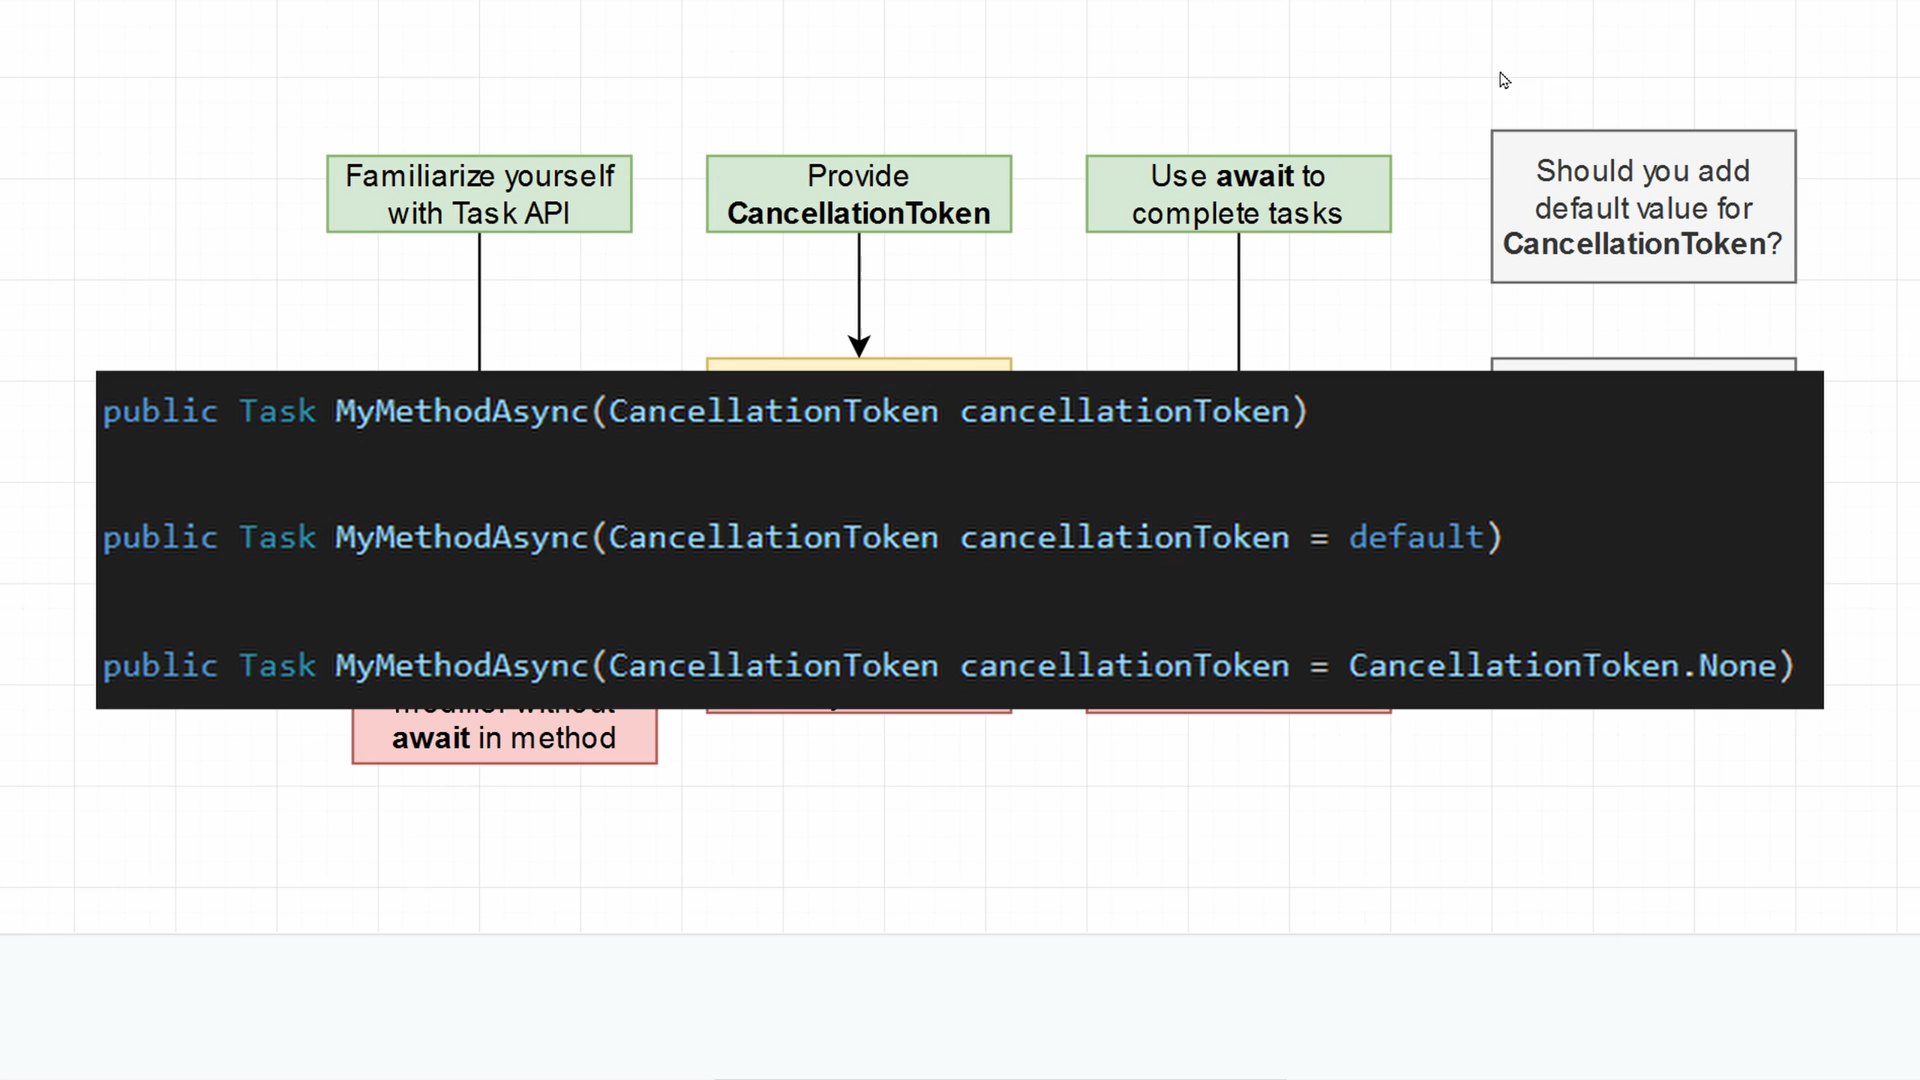 Familiarize yourself
with Task API
Provide
CancellationToken
Use await to
complete tasks
Should you add
default value for
CancellationToken?
public Task MyMethodAsync(CancellationToken cancellationToken)
public Task MyMethodAsync(CancellationToken cancellationToken = default)
public Task MyMethodAsync(CancellationToken cancellationToken = CancellationToken.None)
await in method